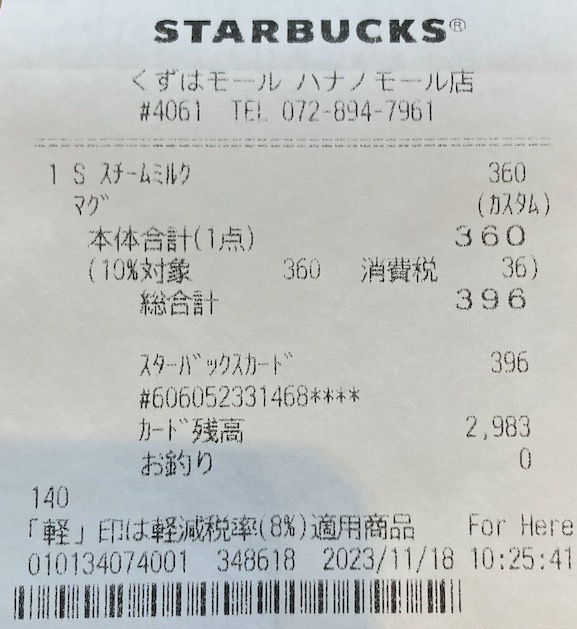 STARBUCKS®
くずはモール ハナノモール店
#4061 TEL 072-894-7961
1 S スチームミルク 360
マグ (カスタム)
本体合計(1点) 360
(10%対象 360 消費税 36)
総合計 396
スターバックスカード 396
#606052331468****
カード残高 2,983
お釣り 0
140
「軽」印は軽減税率(8%)適用商品 For Here
010134074001 348618 2023/11/18 10:25:41